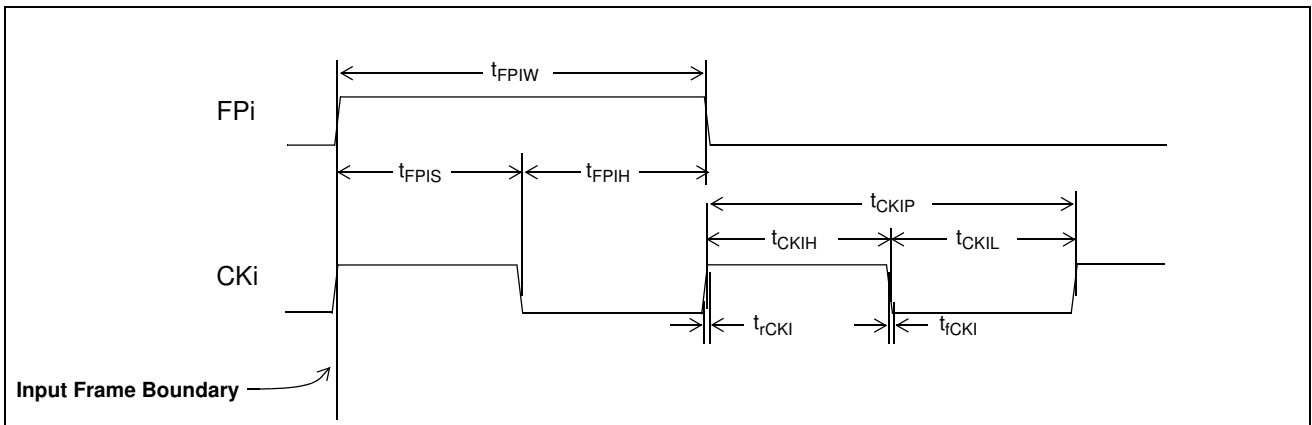 tFPIW
FPi
tFPIS
tFPIH
tCKIP
tCKIH
tCKIL
CKi
trCKI
tfCKI
Input Frame Boundary